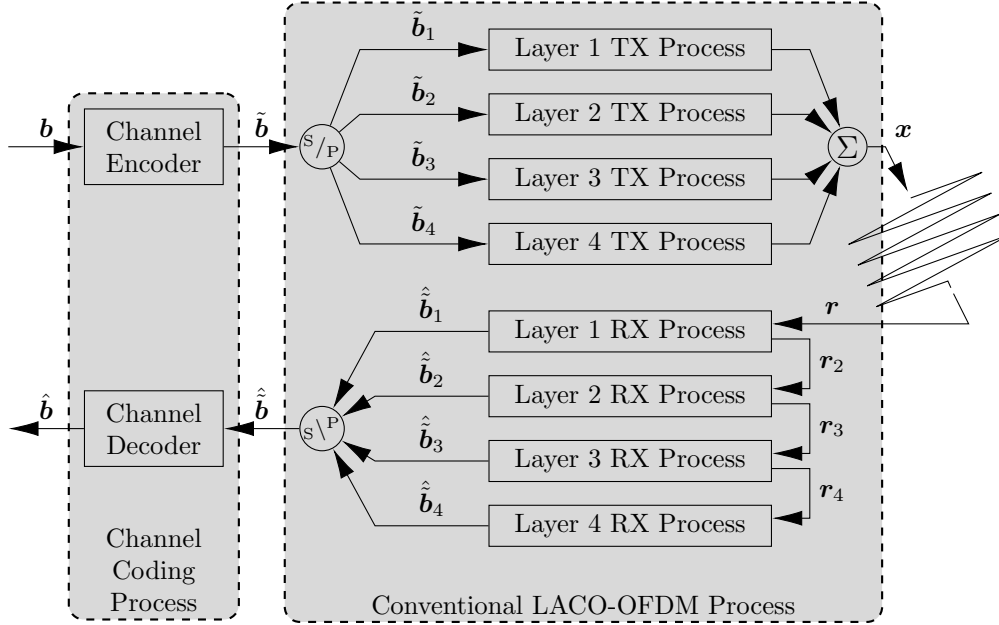 b
Channel
Encoder
b̃
S/P
b̃₁
Layer 1 TX Process
b̃₂
Layer 2 TX Process
b̃₃
Layer 3 TX Process
b̃₄
Layer 4 TX Process
Σ
x
r
Layer 1 RX Process
b̃̂₁
r₂
Layer 2 RX Process
b̃̂₂
r₃
Layer 3 RX Process
b̃̂₃
r₄
Layer 4 RX Process
b̃̂₄
S\P
b̃̂
Channel
Decoder
b̂
Channel
Coding
Process
Conventional LACO-OFDM Process